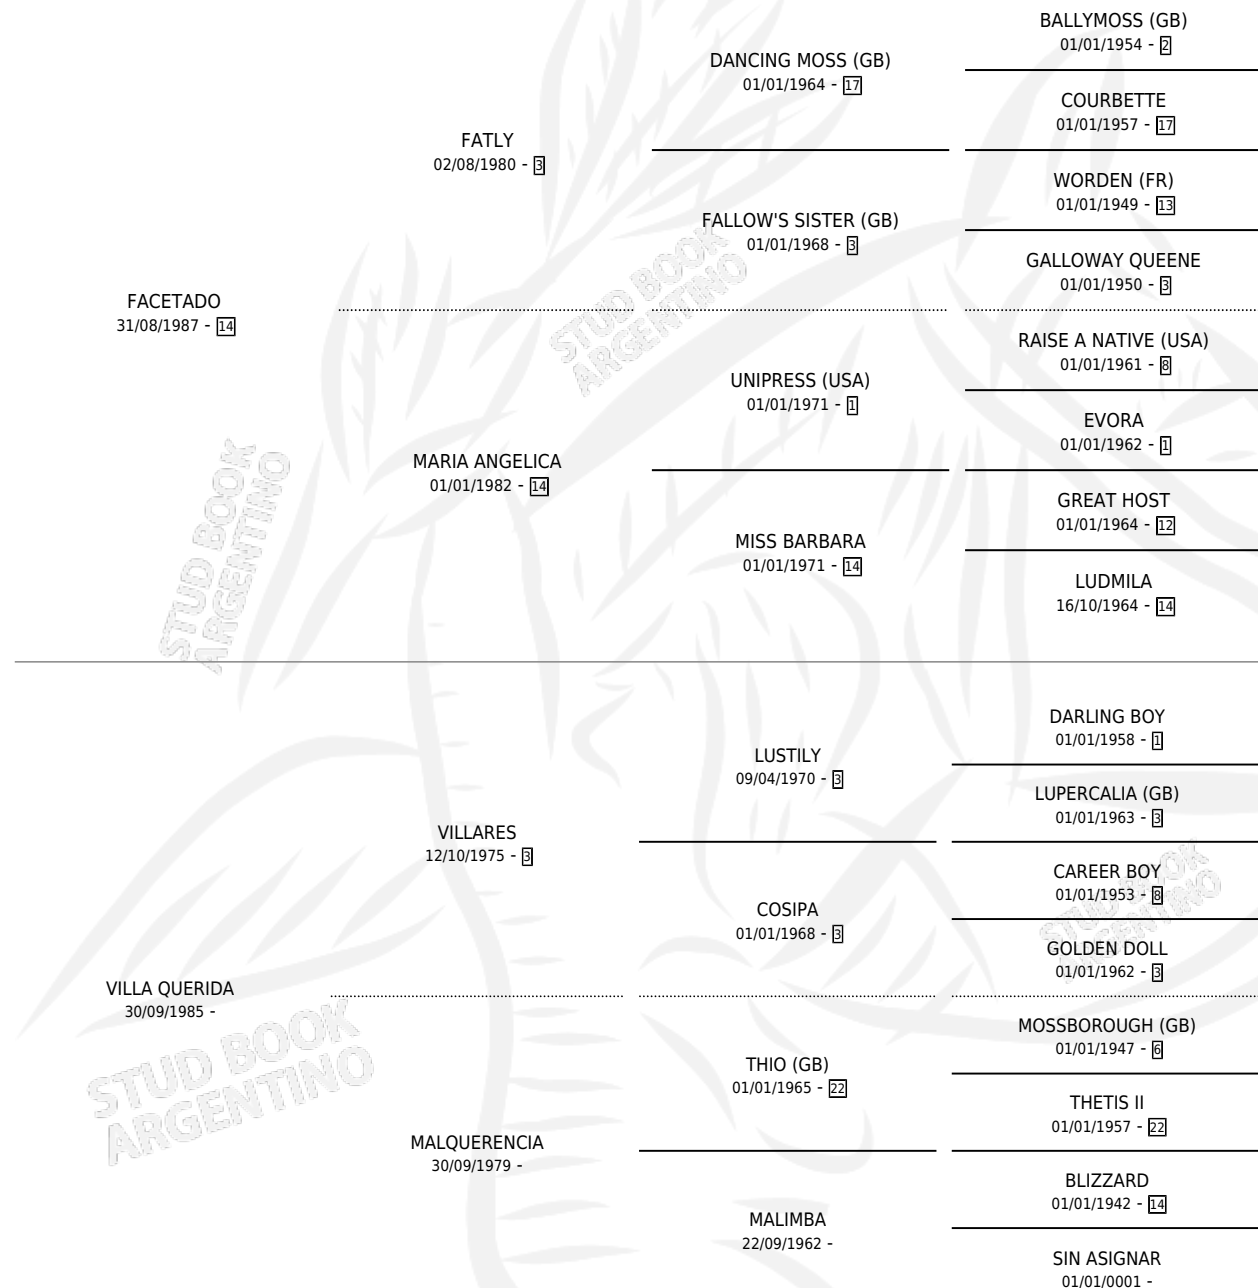 BALLYMOSS (GB)
01/01/1954 - 2
DANCING MOSS (GB)
01/01/1964 - 17
COURBETTE
01/01/1957 - 17
FATLY
02/08/1980 - 3
WORDEN (FR)
01/01/1949 - 13
FALLOW'S SISTER (GB)
01/01/1968 - 3
GALLOWAY QUEENE
01/01/1950 - 3
FACETADO
31/08/1987 - 14
RAISE A NATIVE (USA)
01/01/1961 - 8
UNIPRESS (USA)
01/01/1971 - 1
EVORA
01/01/1962 - 1
MARIA ANGELICA
01/01/1982 - 14
GREAT HOST
01/01/1964 - 12
MISS BARBARA
01/01/1971 - 14
LUDMILA
16/10/1964 - 14
DARLING BOY
01/01/1958 - 1
LUSTILY
09/04/1970 - 3
LUPERCALIA (GB)
01/01/1963 - 3
VILLARES
12/10/1975 - 3
CAREER BOY
01/01/1953 - 8
COSIPA
01/01/1968 - 3
GOLDEN DOLL
01/01/1962 - 3
VILLA QUERIDA
30/09/1985 -
MOSSBOROUGH (GB)
01/01/1947 - 6
THIO (GB)
01/01/1965 - 22
THETIS II
01/01/1957 - 22
MALQUERENCIA
30/09/1979 -
BLIZZARD
01/01/1942 - 14
MALIMBA
22/09/1962 -
SIN ASIGNAR
01/01/0001 -
STUD BOOK
ARGENTINO
STUD BOOK
ARGENTINO
STUD BOOK
ARGENTINO
STUD BOOK
ARGENTINO